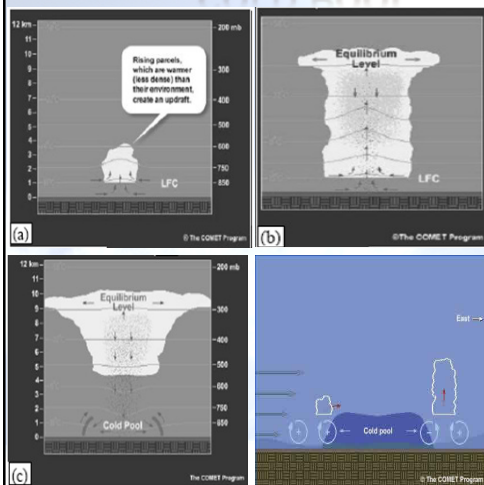 12 km
11
10
9
8
7
6
5
4
3
2
1
0
200 mb
300
400
500
600
750
850
Rising parcels,
which are warmer
(less dense) than
their environment,
create an updraft.
LFC
(a)
© The COMET Program
Equilibrium
Level
LFC
(b)
©The COMET Program
12 km
11
10
9
8
7
6
5
4
3
2
1
0
200 mb
300
400
500
600
750
850
Equilibrium
Level
Cold Pool
(c)
The COMET Program
East
Cold pool
© The COMET Program